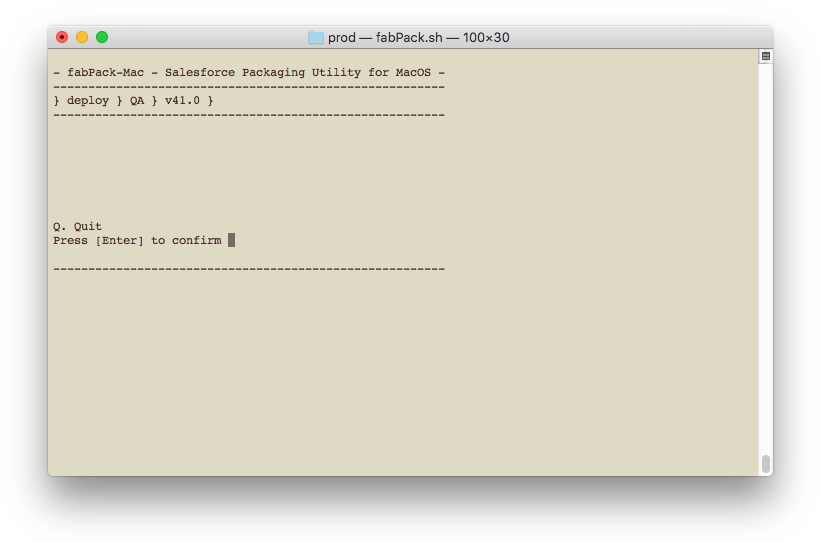 prod — fabPack.sh — 100×30
- fabPack-Mac - Salesforce Packaging Utility for MacOS -
--------------------------------------------------------
} deploy } QA } v41.0 }
--------------------------------------------------------
Q. Quit
Press [Enter] to confirm
--------------------------------------------------------